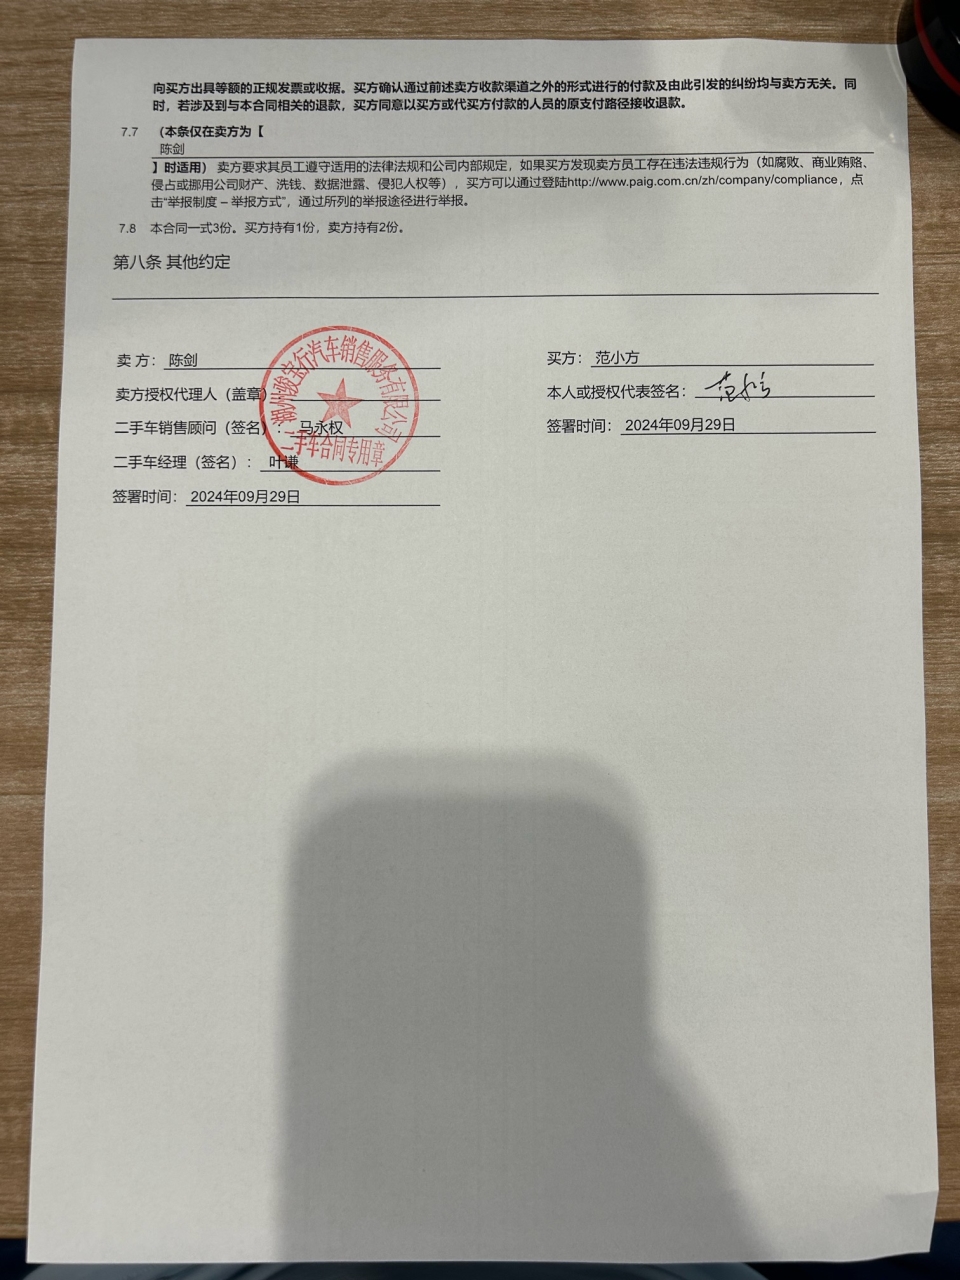 向买方出具等额的正规发票或收据。买方确认通过前述卖方收款渠道之外的形式进行的付款及由此引发的纠纷均与卖方无关。同
时，若涉及到与本合同相关的退款，买方同意以买方或代买方付款的人员的原支付路径接收退款。
7.7 （本条仅在卖方为【
陈剑
】时适用）卖方要求其员工遵守适用的法律法规和公司内部规定，如果买方发现卖方员工存在违法违规行为（如腐败、商业贿赂、
侵占或挪用公司财产、洗钱、数据泄露、侵犯人权等），买方可以通过登陆http://www.paig.com.cn/zh/company/compliance，点
击“举报制度 – 举报方式”，通过所列的举报途径进行举报。
7.8 本合同一式3份。买方持有1份，卖方持有2份。
第八条 其他约定
卖 方： 陈剑
卖方授权代理人（盖章）
二手车销售顾问（签名）： 马永权
二手车经理（签名）： 叶谦
签署时间： 2024年09月29日
湖州骏宝行汽车销售服务有限公司
二手车合同专用章
买方： 范小方
本人或授权代表签名：
签署时间： 2024年09月29日